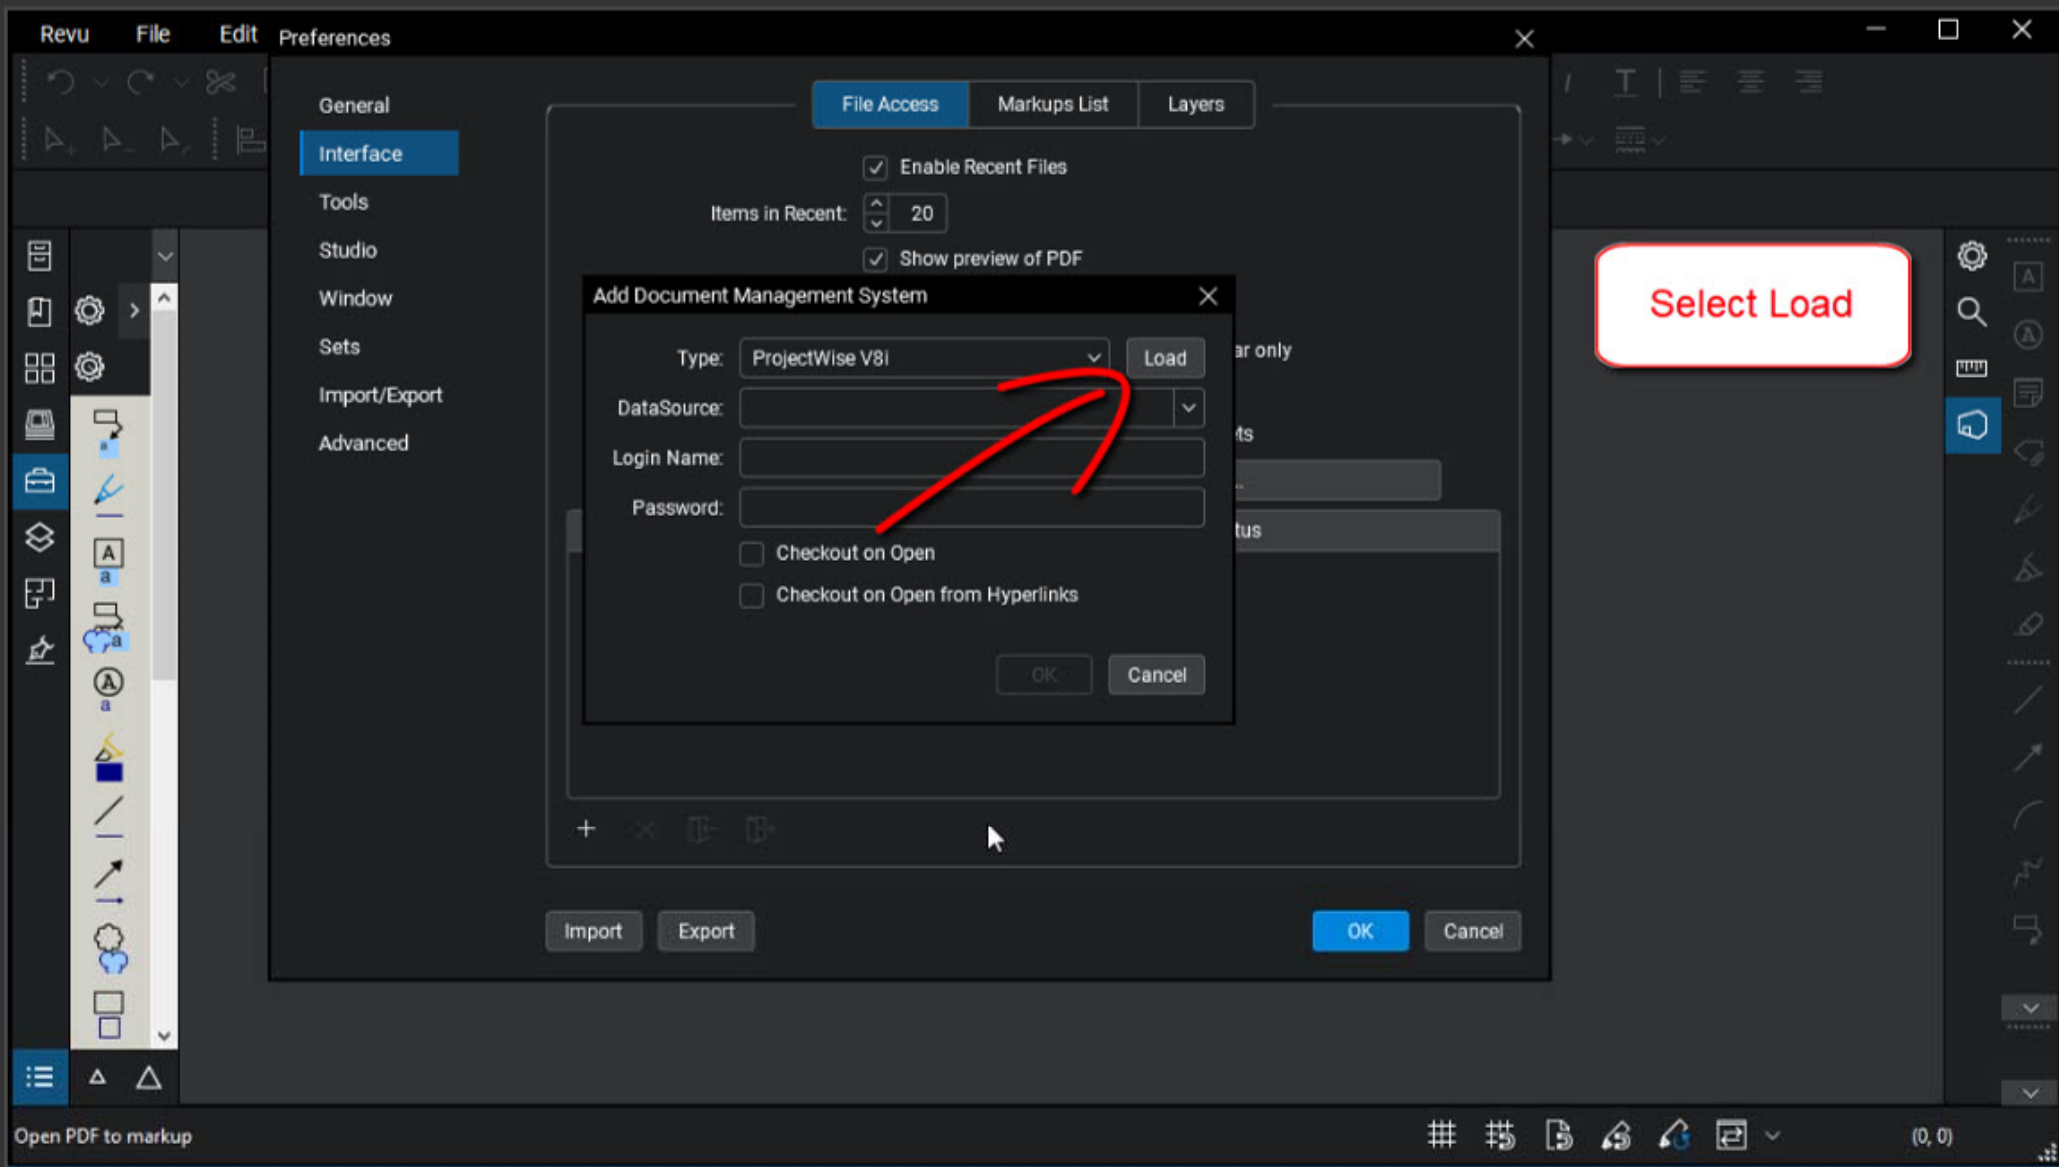 Revu File Edit
Preferences
General
Interface
Tools
Studio
Window
Sets
Import/Export
Advanced
File Access Markups List Layers
Enable Recent Files
Items in Recent: 20
Show preview of PDF
ar only
ets
..
tus
Add Document Management System
Type: ProjectWise V8i Load
DataSource:
Login Name:
Password:
Checkout on Open
Checkout on Open from Hyperlinks
OK Cancel
Import Export OK Cancel
Select Load
Open PDF to markup
(0, 0)